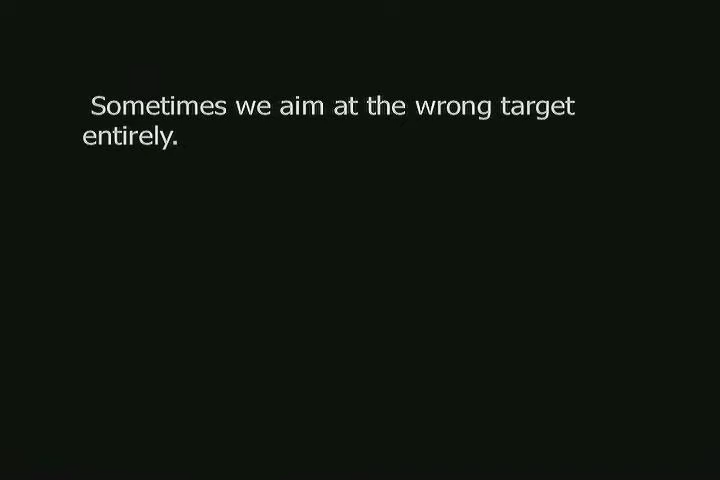 Sometimes we aim at the wrong target
entirely.